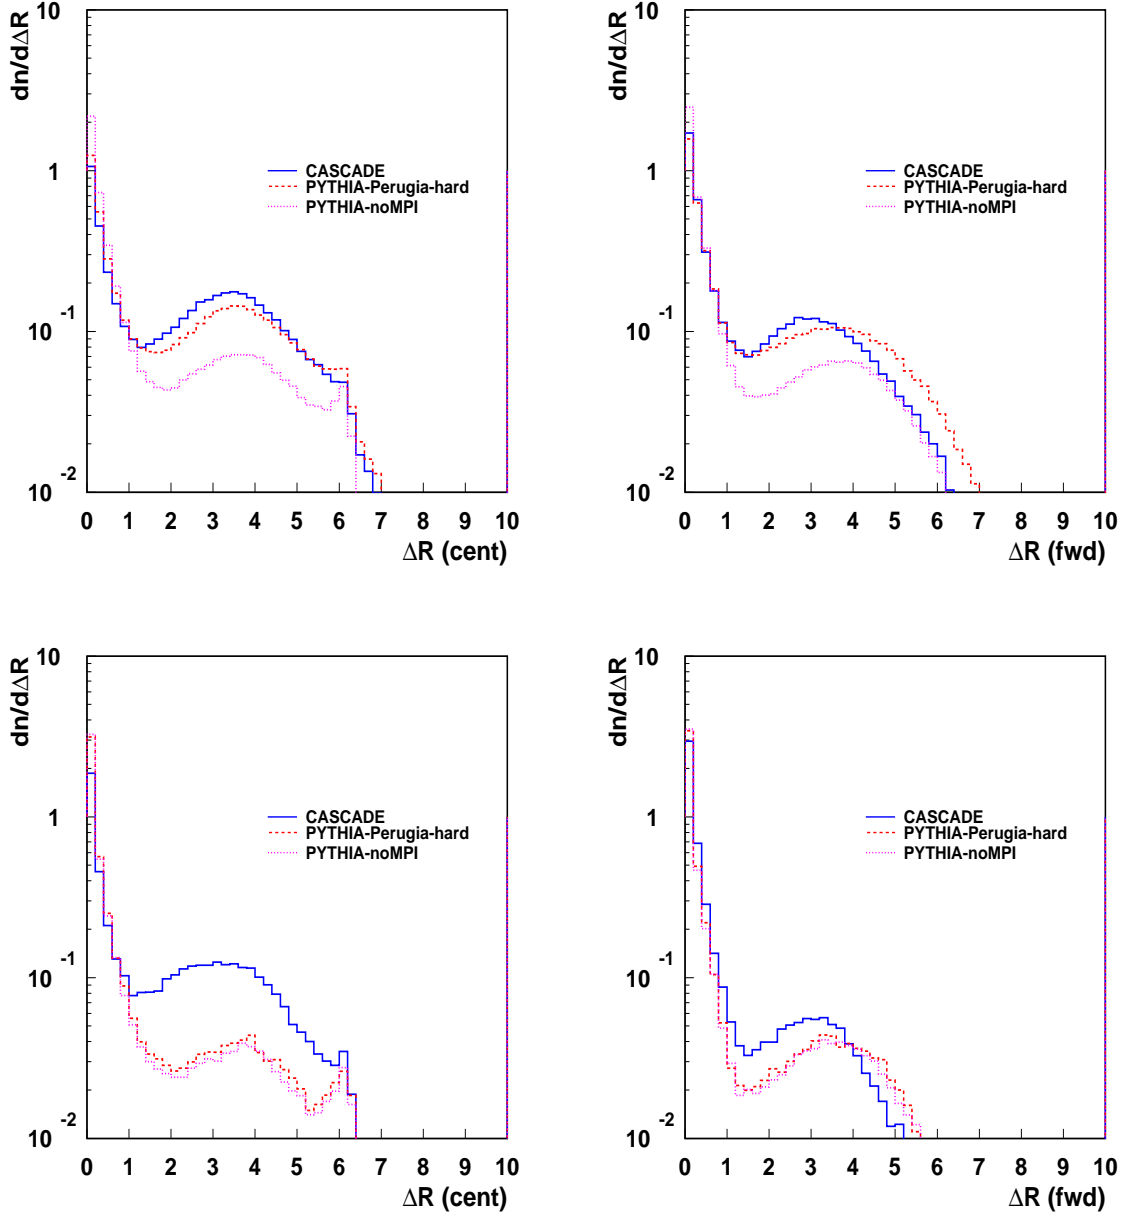 dn/dΔR
10
1
10 -1
10 -2
CASCADE
PYTHIA-Perugia-hard
PYTHIA-noMPI
0 1 2 3 4 5 6 7 8 9 10
ΔR (cent)
dn/dΔR
10
1
10 -1
10 -2
CASCADE
PYTHIA-Perugia-hard
PYTHIA-noMPI
0 1 2 3 4 5 6 7 8 9 10
ΔR (fwd)
dn/dΔR
10
1
10 -1
10 -2
CASCADE
PYTHIA-Perugia-hard
PYTHIA-noMPI
0 1 2 3 4 5 6 7 8 9 10
ΔR (cent)
dn/dΔR
10
1
10 -1
10 -2
CASCADE
PYTHIA-Perugia-hard
PYTHIA-noMPI
0 1 2 3 4 5 6 7 8 9 10
ΔR (fwd)